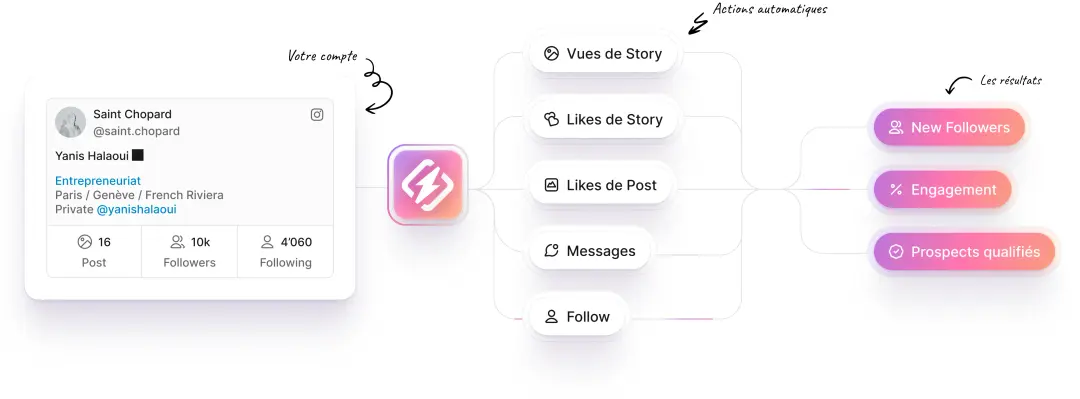 Votre compte
Saint Chopard
@saint.chopard
Yanis Halaoui
Entrepreneuriat
Paris / Genève / French Riviera
Private @yanishalaoui
16
Post
10k
Followers
4'060
Following
Actions automatiques
Vues de Story
Likes de Story
Likes de Post
Messages
Follow
Les résultats
New Followers
Engagement
Prospects qualifiés